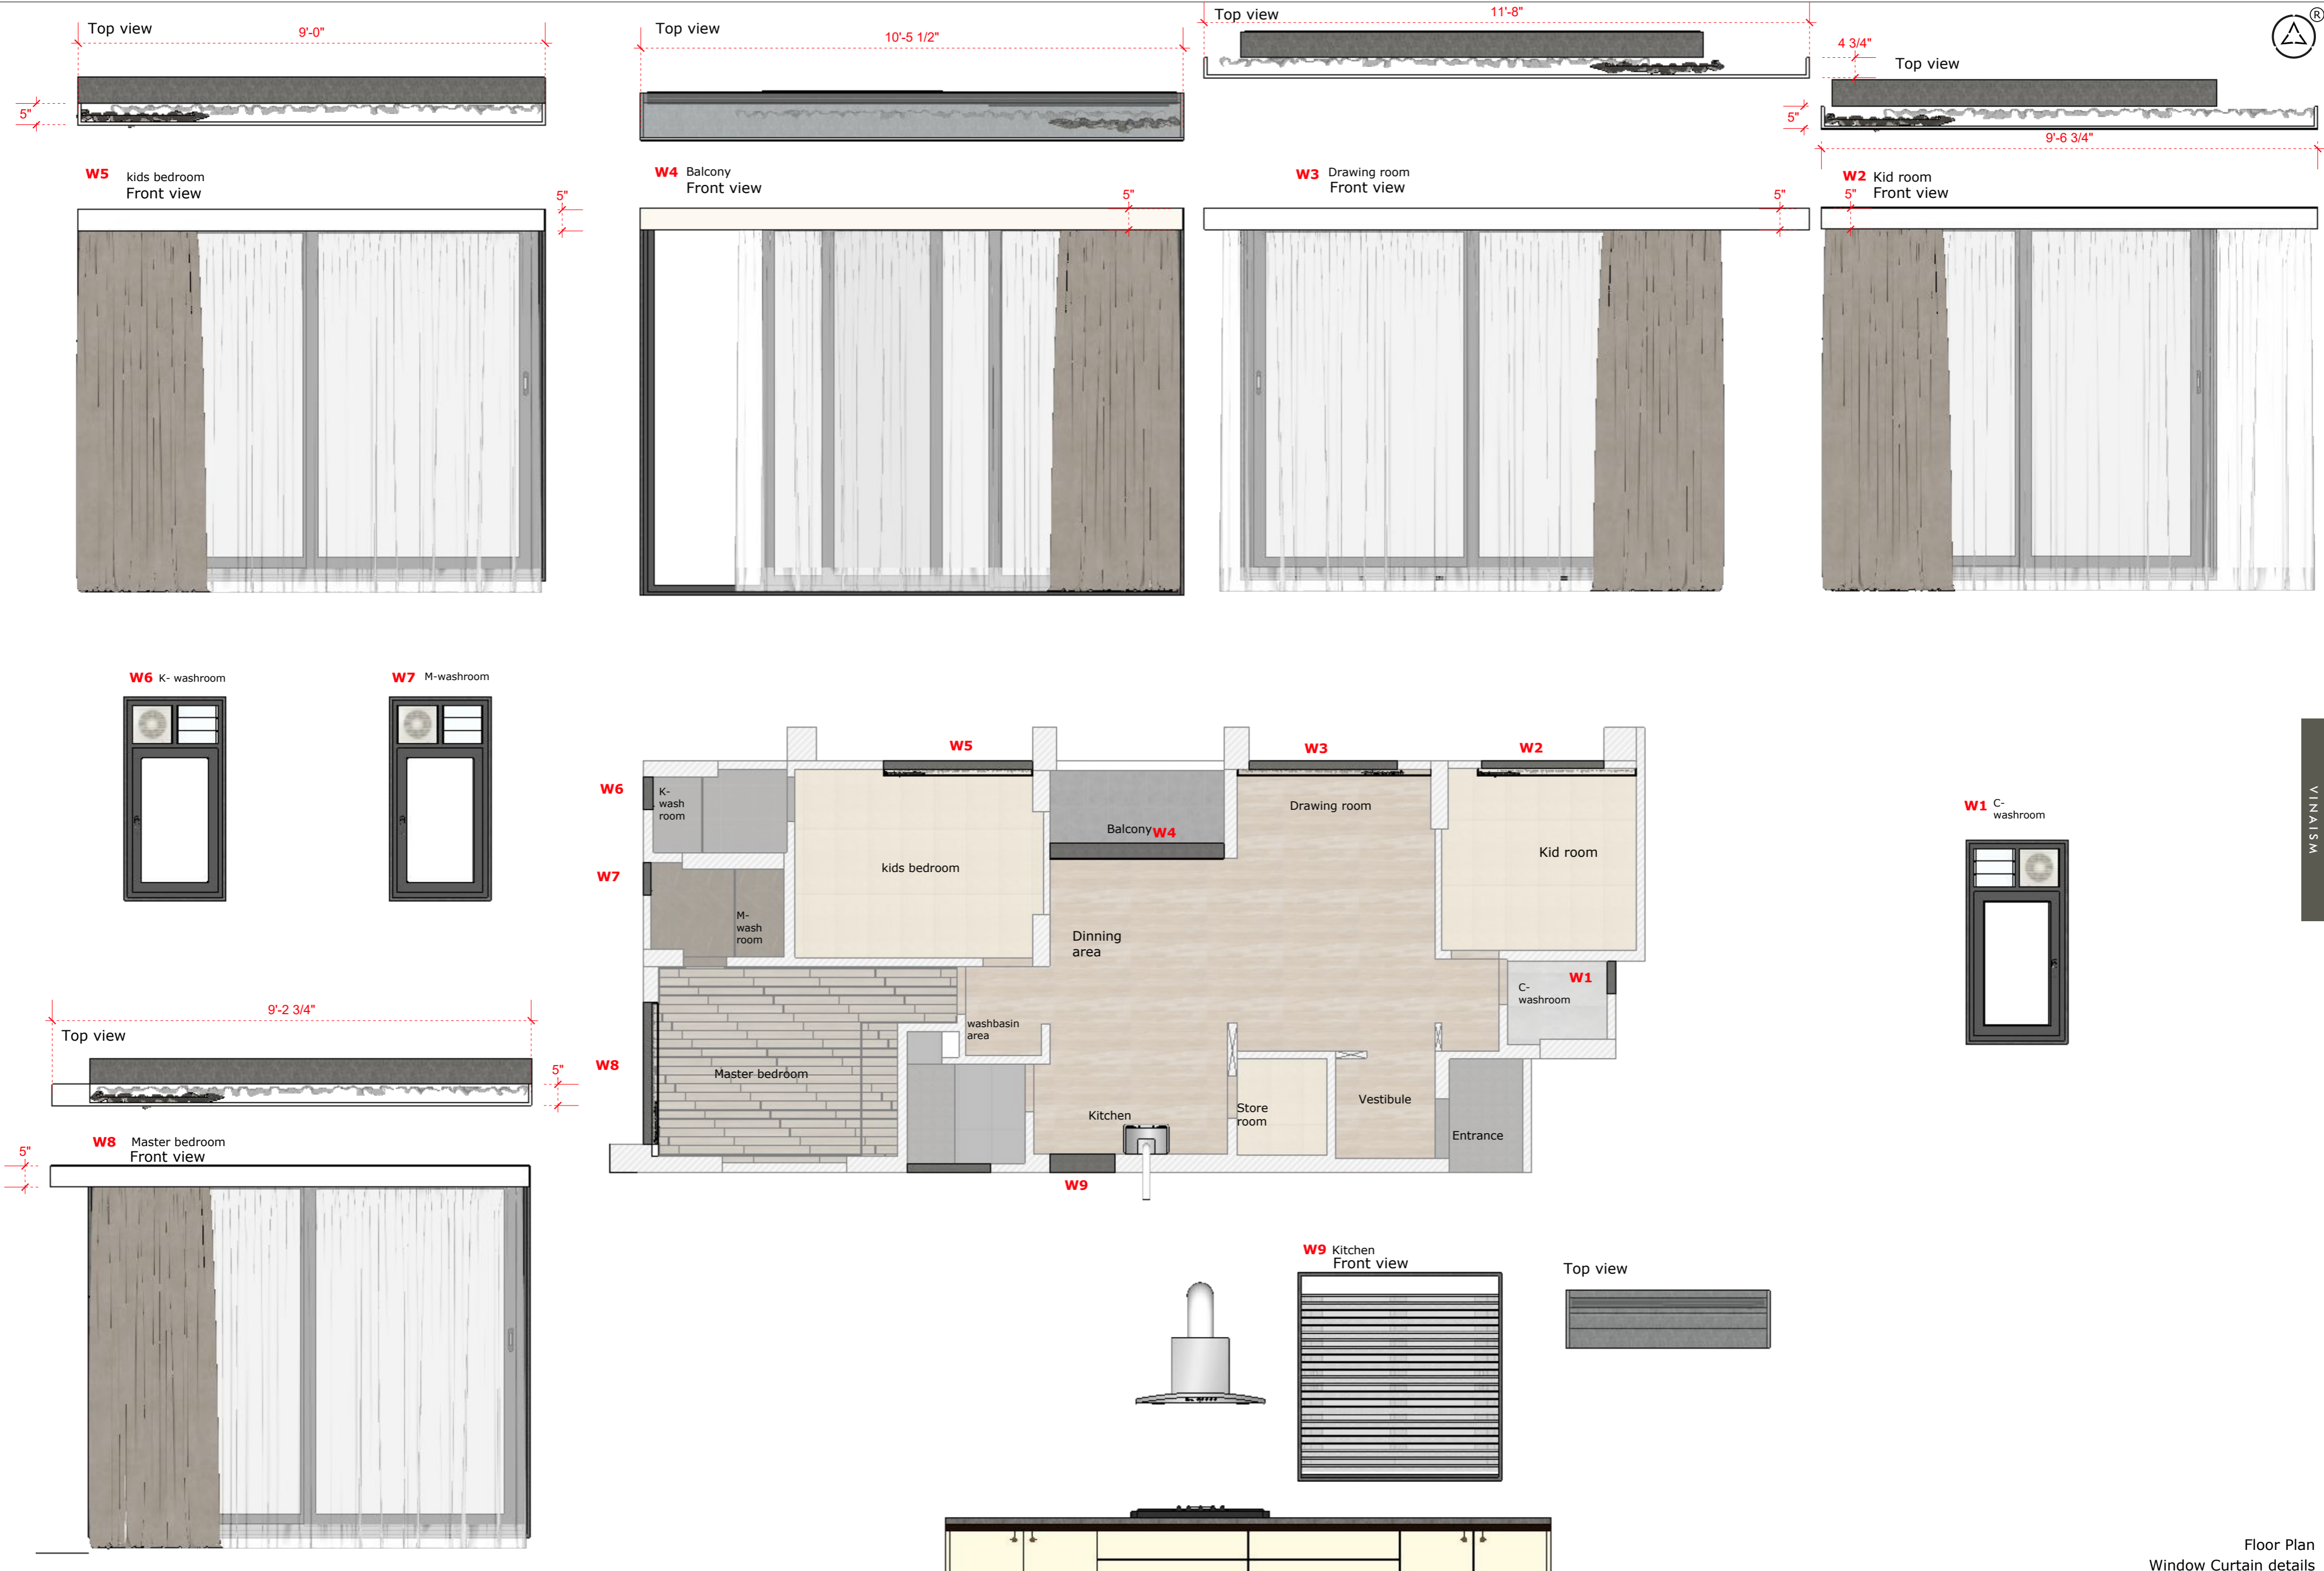 Top view
9'-0"
5"
W5 kids bedroom
Front view
5"
Top view
10'-5 1/2"
W4 Balcony
Front view
5"
Top view
11'-8"
W3 Drawing room
Front view
5"
®
4 3/4"
Top view
5"
9'-6 3/4"
W2 Kid room
5" Front view
W6 K- washroom
W7 M-washroom
W5
W3
W2
W6
K-
wash
room
Drawing room
Balcony W4
Kid room
kids bedroom
W7
M-
wash
room
Dinning
area
W1
C-
washroom
washbasin
area
W8
Master bedroom
Kitchen
Store
room
Vestibule
Entrance
W9
W1 C-
washroom
VINAISM
9'-2 3/4"
Top view
5"
W8 Master bedroom
Front view
5"
W9 Kitchen
Front view
Top view
Floor Plan
Window Curtain details